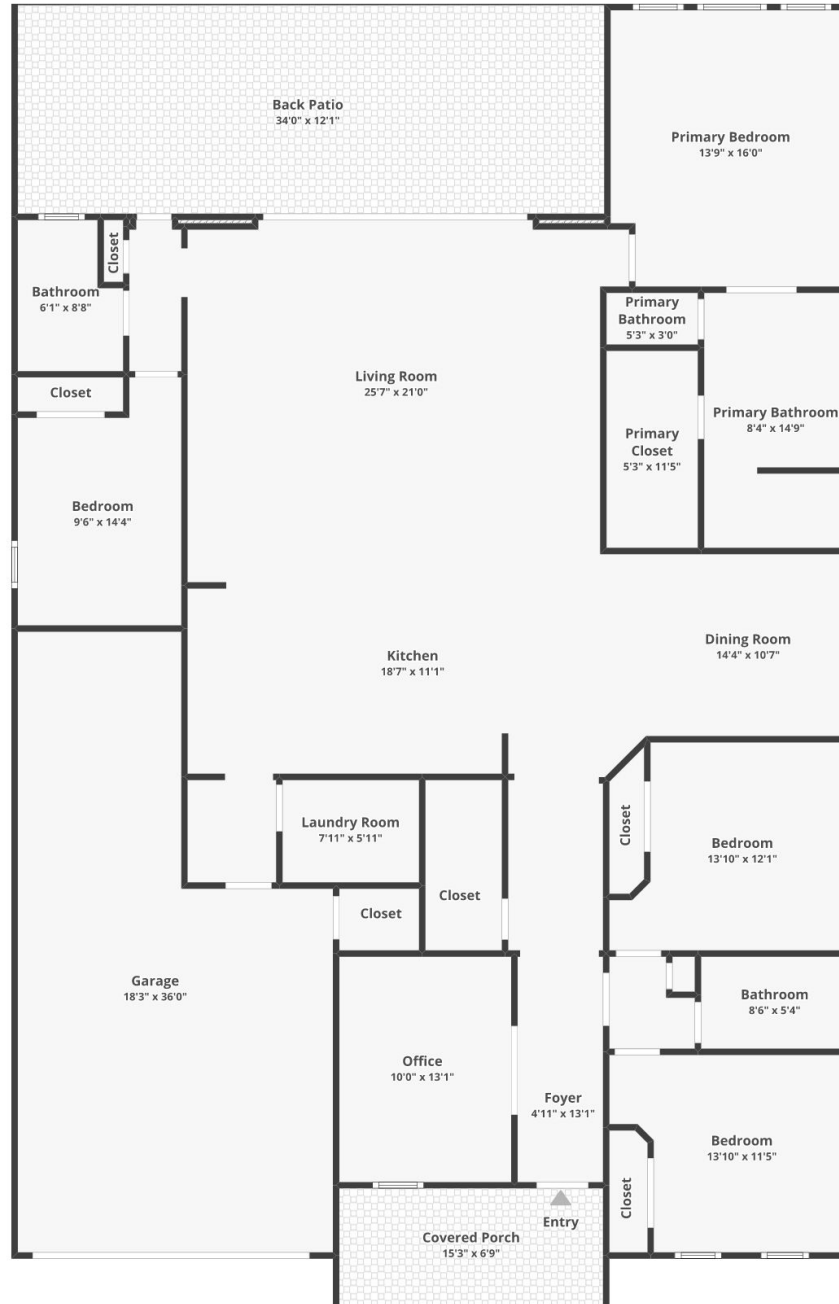 Back Patio
34'0" x 12'1"
Primary Bedroom
13'9" x 16'0"
Closet
Bathroom
6'1" x 8'8"
Primary
Bathroom
5'3" x 3'0"
Living Room
25'7" x 21'0"
Closet
Primary Bathroom
8'4" x 14'9"
Primary
Closet
5'3" x 11'5"
Bedroom
9'6" x 14'4"
Dining Room
14'4" x 10'7"
Kitchen
18'7" x 11'1"
Laundry Room
7'11" x 5'11"
Closet
Bedroom
13'10" x 12'1"
Closet
Closet
Garage
18'3" x 36'0"
Bathroom
8'6" x 5'4"
Office
10'0" x 13'1"
Foyer
4'11" x 13'1"
Bedroom
13'10" x 11'5"
Closet
Entry
Covered Porch
15'3" x 6'9"